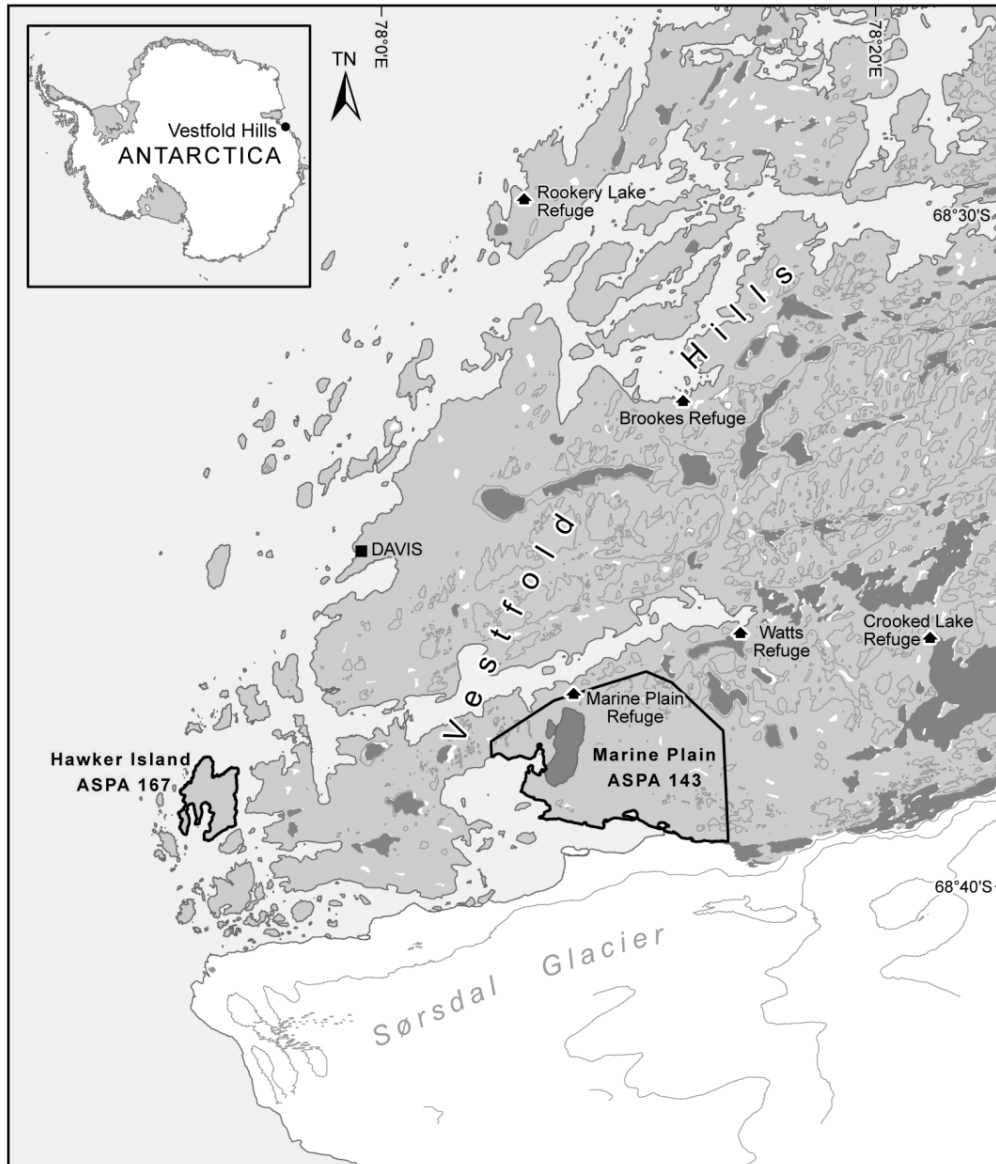 78°0'E
78°20'E
TN
Vestfold Hills
ANTARCTICA
Rookery Lake
Refuge
68°30'S
Vestfold Hills
Brookes Refuge
DAVIS
Watts
Refuge
Crooked Lake
Refuge
Marine Plain
Refuge
Hawker Island
ASPA 167
Marine Plain
ASPA 143
68°40'S
Sørsdal Glacier